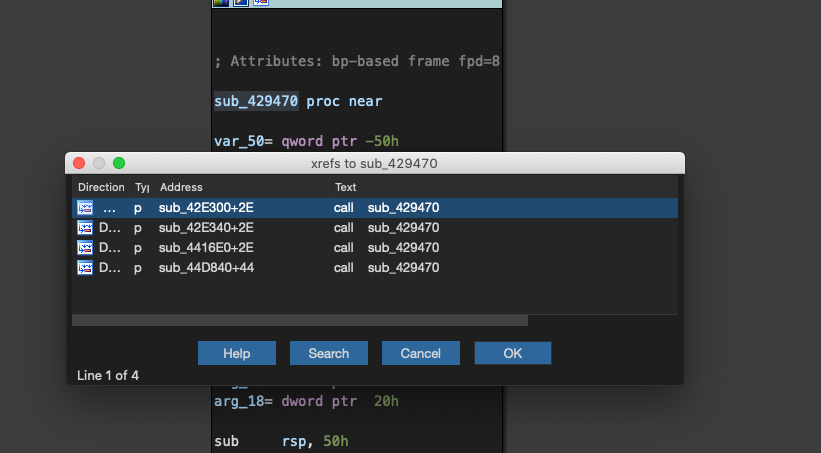 ; Attributes: bp-based frame fpd=8
sub_429470 proc near
var_50= qword ptr -50h
xrefs to sub_429470
Direction Ty Address Text
... p sub_42E300+2E call sub_429470
D... p sub_42E340+2E call sub_429470
D... p sub_4416E0+2E call sub_429470
D... p sub_44D840+44 call sub_429470
Help Search Cancel OK
Line 1 of 4
arg_18= dword ptr 20h
sub rsp, 50h